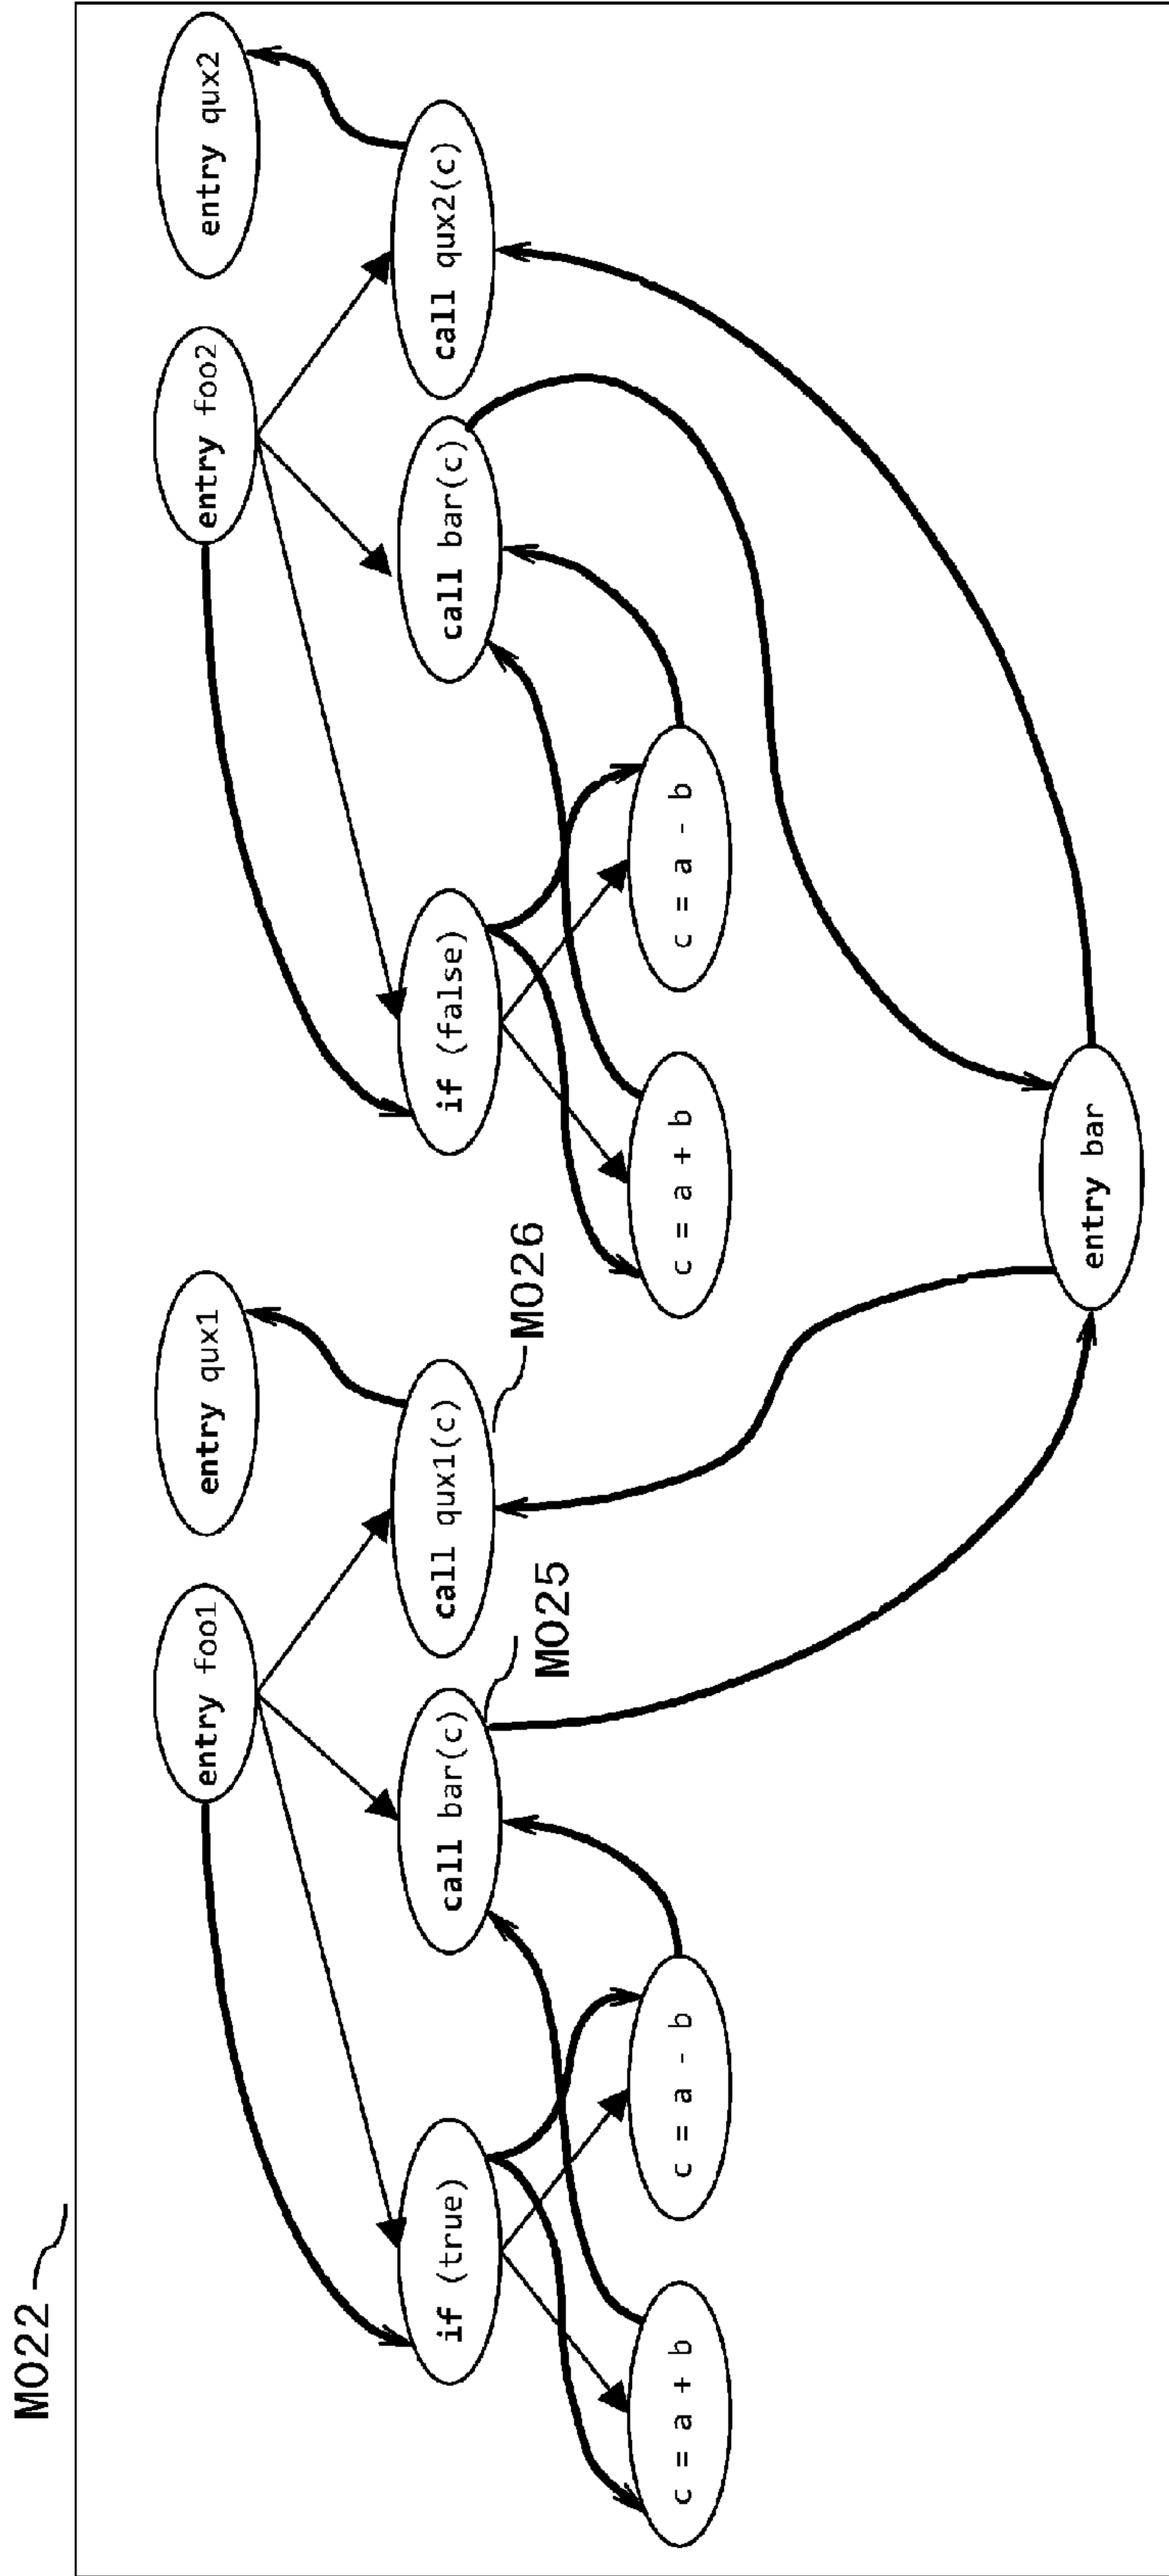 M022
entry foo1
entry qux1
entry foo2
entry qux2
if (true)
call bar(c)
call qux1(c)
if (false)
call bar(c)
call qux2(c)
M025
M026
c = a + b
c = a - b
c = a + b
c = a - b
entry bar